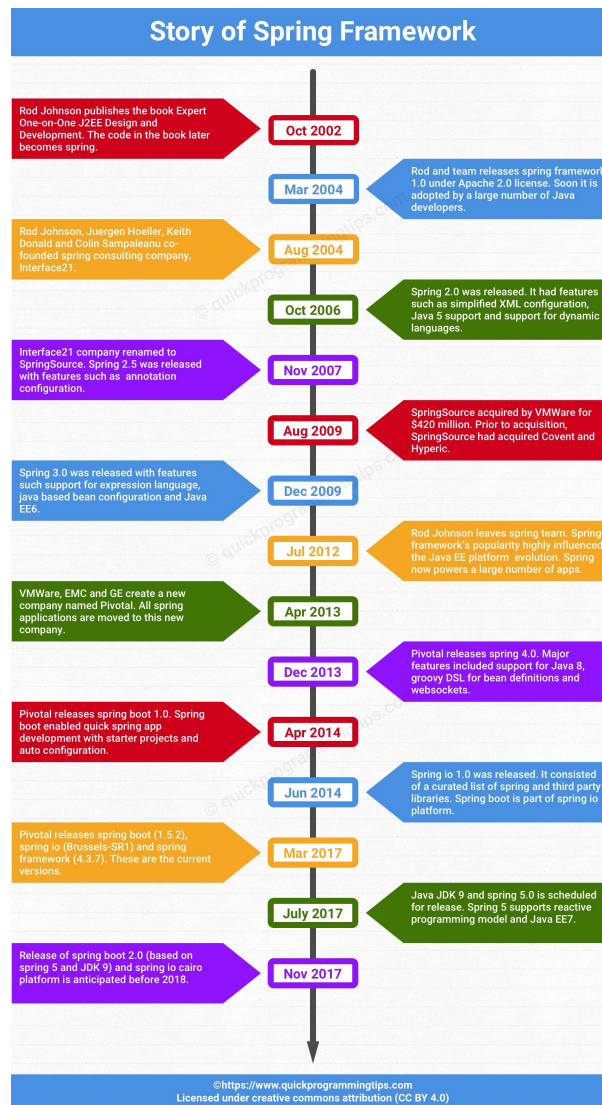 Story of Spring Framework
Rod Johnson publishes the book Expert
One-on-One J2EE Design and
Development. The code in the book later
becomes spring.
Oct 2002
Mar 2004
Rod and team releases spring framework
1.0 under Apache 2.0 license. Soon it is
adopted by a large number of Java
developers.
Rod Johnson, Juergen Hoeller, Keith
Donald and Colin Sampaleanu co-
founded spring consulting company,
Interface21.
Aug 2004
Oct 2006
Spring 2.0 was released. It had features
such as simplified XML configuration,
Java 5 support and support for dynamic
languages.
Interface21 company renamed to
SpringSource. Spring 2.5 was released
with features such as annotation
configuration.
Nov 2007
Aug 2009
SpringSource acquired by VMWare for
$420 million. Prior to acquisition,
SpringSource had acquired Covent and
Hyperic.
Spring 3.0 was released with features
such support for expression language,
java based bean configuration and Java
EE6.
Dec 2009
Jul 2012
Rod Johnson leaves spring team. Spring
framework's popularity highly influenced
the Java EE platform evolution. Spring
now powers a large number of apps.
VMWare, EMC and GE create a new
company named Pivotal. All spring
applications are moved to this new
company.
Apr 2013
Dec 2013
Pivotal releases spring 4.0. Major
features included support for Java 8,
groovy DSL for bean definitions and
websockets.
Pivotal releases spring boot 1.0. Spring
boot enabled quick spring app
development with starter projects and
auto configuration.
Apr 2014
Jun 2014
Spring io 1.0 was released. It consisted
of a curated list of spring and third party
libraries. Spring boot is part of spring io
platform.
Pivotal releases spring boot (1.5.2),
spring io (Brussels-SR1) and spring
framework (4.3.7). These are the current
versions.
Mar 2017
July 2017
Java JDK 9 and spring 5.0 is scheduled
for release. Spring 5 supports reactive
programming model and Java EE7.
Release of spring boot 2.0 (based on
spring 5 and JDK 9) and spring io cairo
platform is anticipated before 2018.
Nov 2017
© quickprogrammingtips.com
© quickprogrammingtips.com
© quickprogrammingtips.com
©https://www.quickprogrammingtips.com
Licensed under creative commons attribution (CC BY 4.0)